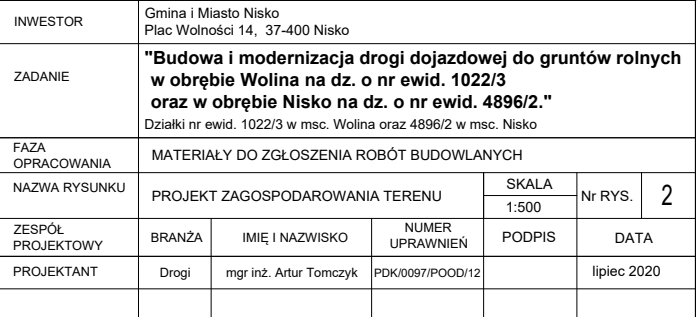 INWESTOR
Gmina i Miasto Nisko
Plac Wolności 14, 37-400 Nisko
ZADANIE
"Budowa i modernizacja drogi dojazdowej do gruntów rolnych
w obrębie Wolina na dz. o nr ewid. 1022/3
oraz w obrębie Nisko na dz. o nr ewid. 4896/2."
Działki nr ewid. 1022/3 w msc. Wolina oraz 4896/2 w msc. Nisko
FAZA
OPRACOWANIA
MATERIAŁY DO ZGŁOSZENIA ROBÓT BUDOWLANYCH
NAZWA RYSUNKU
PROJEKT ZAGOSPODAROWANIA TERENU
SKALA
1:500
Nr RYS.
2
ZESPÓŁ
PROJEKTOWY
BRANŻA
IMIĘ I NAZWISKO
NUMER
UPRAWNIEŃ
PODPIS
DATA
PROJEKTANT
Drogi
mgr inż. Artur Tomczyk
PDK/0097/POOD/12
lipiec 2020